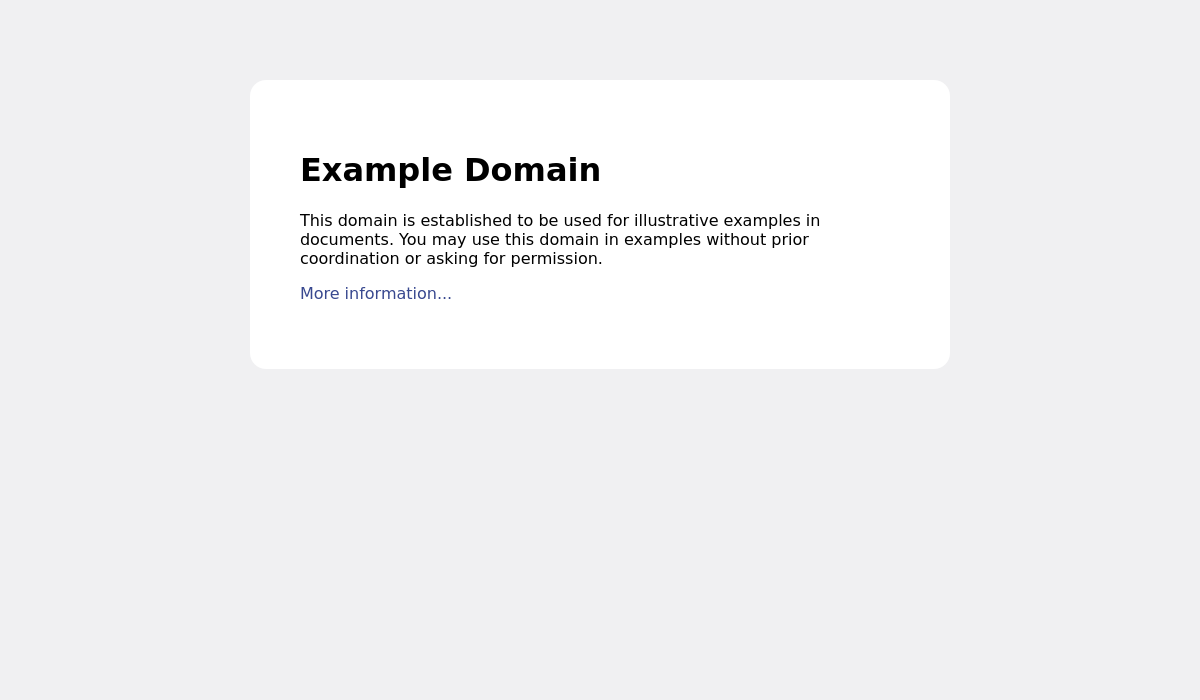 Example Domain
This domain is established to be used for illustrative examples in
documents. You may use this domain in examples without prior
coordination or asking for permission.
More information...